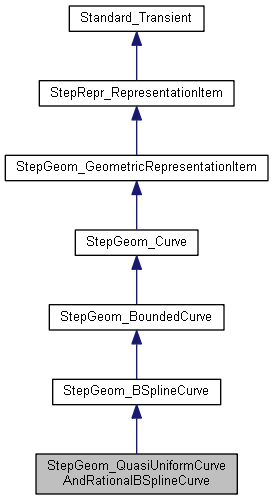 Standard_Transient
StepRepr_RepresentationItem
StepGeom_GeometricRepresentationItem
StepGeom_Curve
StepGeom_BoundedCurve
StepGeom_BSplineCurve
StepGeom_QuasiUniformCurve
AndRationalBSplineCurve